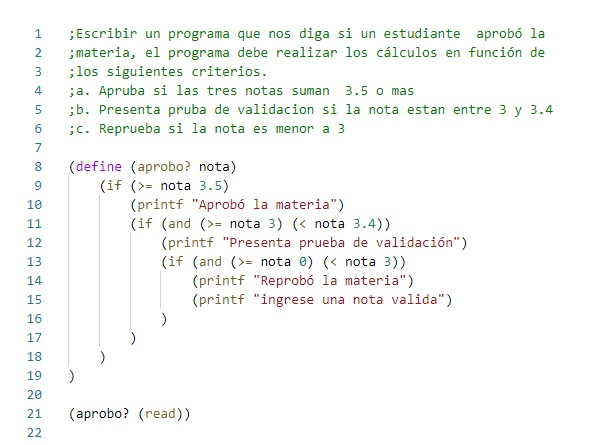 1 ;Escribir un programa que nos diga si un estudiante  aprobó la
2 ;materia, el programa debe realizar los cálculos en función de
3 ;los siguientes criterios.
4 ;a. Apruba si las tres notas suman  3.5 o mas
5 ;b. Presenta pruba de validacion si la nota estan entre 3 y 3.4
6 ;c. Reprueba si la nota es menor a 3
7
8 (define (aprobo? nota)
9     (if (>= nota 3.5)
10         (printf "Aprobó la materia")
11         (if (and (>= nota 3) (< nota 3.4))
12             (printf "Presenta prueba de validación")
13             (if (and (>= nota 0) (< nota 3))
14                 (printf "Reprobó la materia")
15                 (printf "ingrese una nota valida")
16             )
17         )
18     )
19 )
20
21 (aprobo? (read))
22